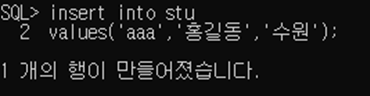 SQL> insert into stu
2 values('aaa','홍길동','수원');
1 개의 행이 만들어졌습니다.